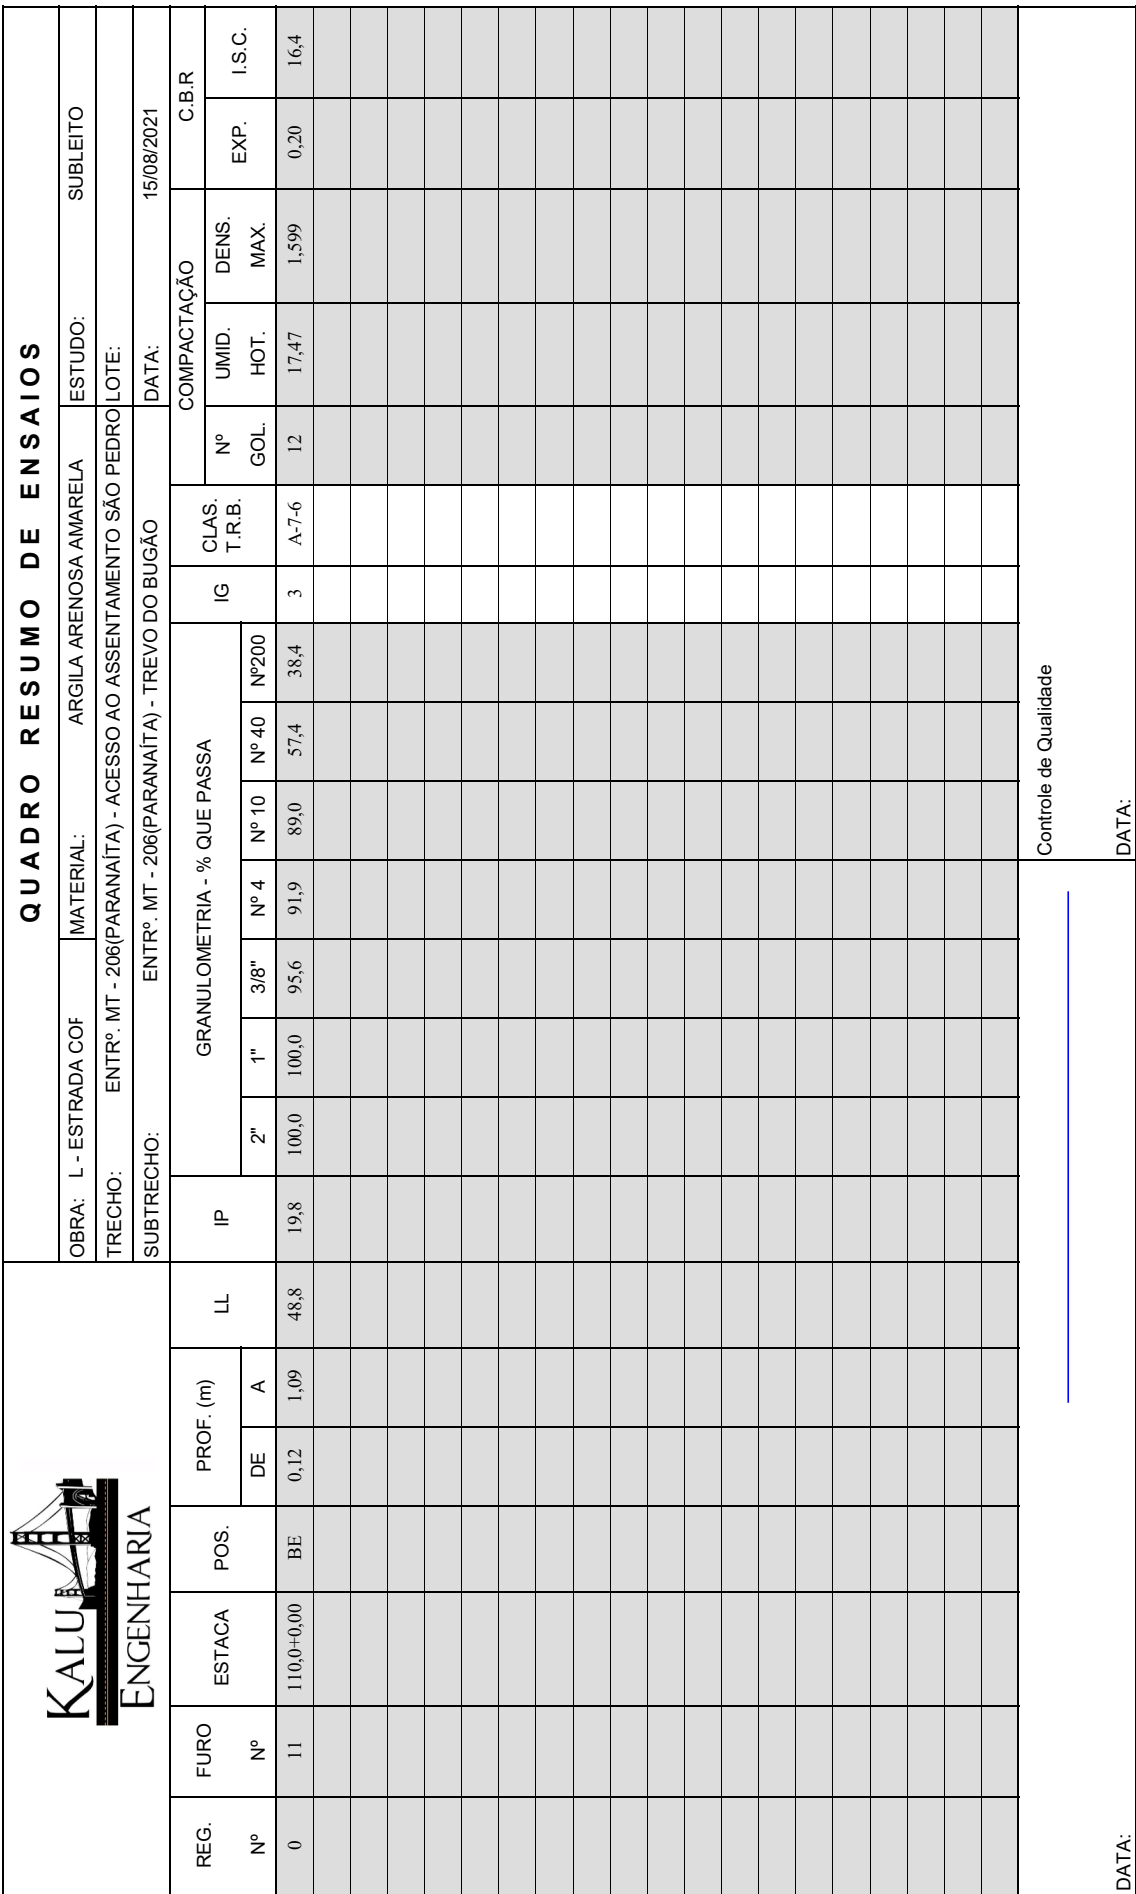 KALU
ENGENHARIA
QUADRO RESUMO DE ENSAIOS
OBRA: L - ESTRADA COF MATERIAL: ARGILA ARENOSA AMARELA ESTUDO: SUBLEITO
TRECHO: ENTRº. MT - 206(PARANAÍTA) - ACESSO AO ASSENTAMENTO SÃO PEDRO LOTE:
SUBTRECHO: ENTRº. MT - 206(PARANAÍTA) - TREVO DO BUGÃO DATA: 15/08/2021
REG. Nº FURO Nº ESTACA POS. PROF. (m) LL IP GRANULOMETRIA - % QUE PASSA IG CLAS. T.R.B. COMPACTAÇÃO C.B.R
DE A 2" 1" 3/8" Nº 4 Nº 10 Nº 40 Nº200 Nº GOL. UMID. HOT. DENS. MAX. EXP. I.S.C.
0 11 110,0+0,00 BE 0,12 1,09 48,8 19,8 100,0 100,0 95,6 91,9 89,0 57,4 38,4 3 A-7-6 12 17,47 1,599 0,20 16,4
Controle de Qualidade
DATA: DATA: